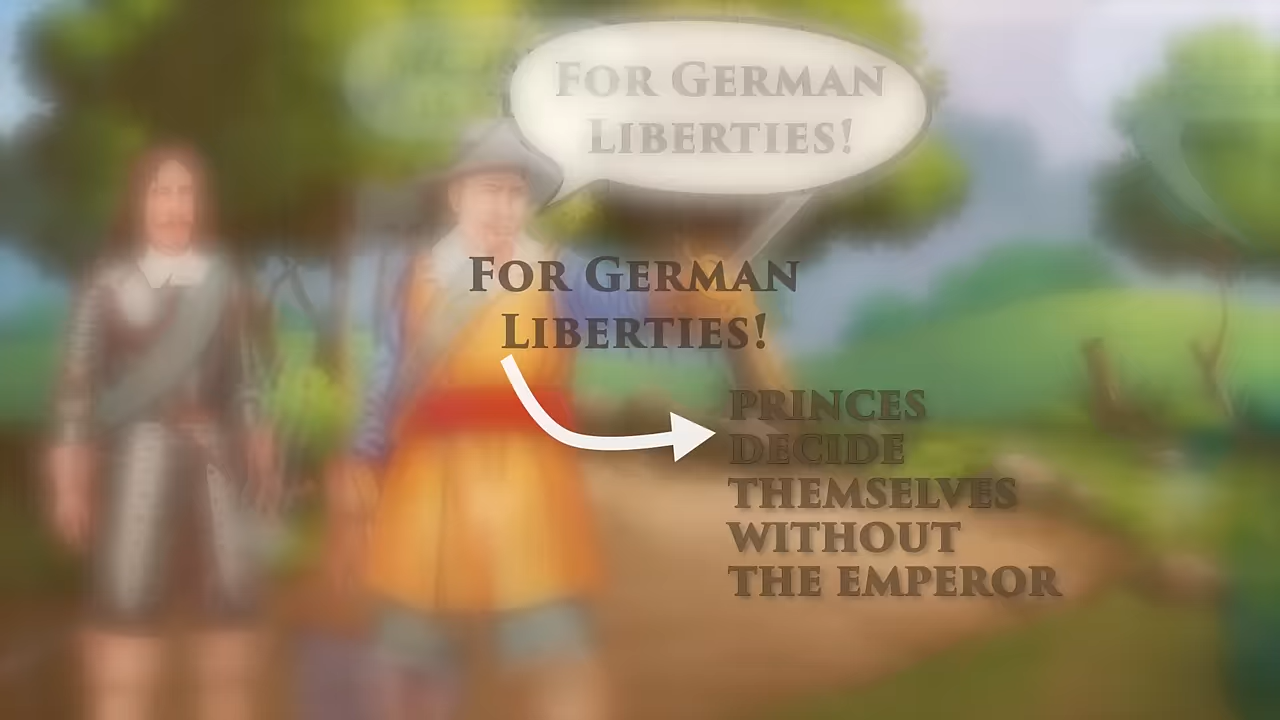 FOR GERMAN
LIBERTIES!
FOR GERMAN
LIBERTIES!
PRINCES
DECIDE
THEMSELVES
WITHOUT
THE EMPEROR